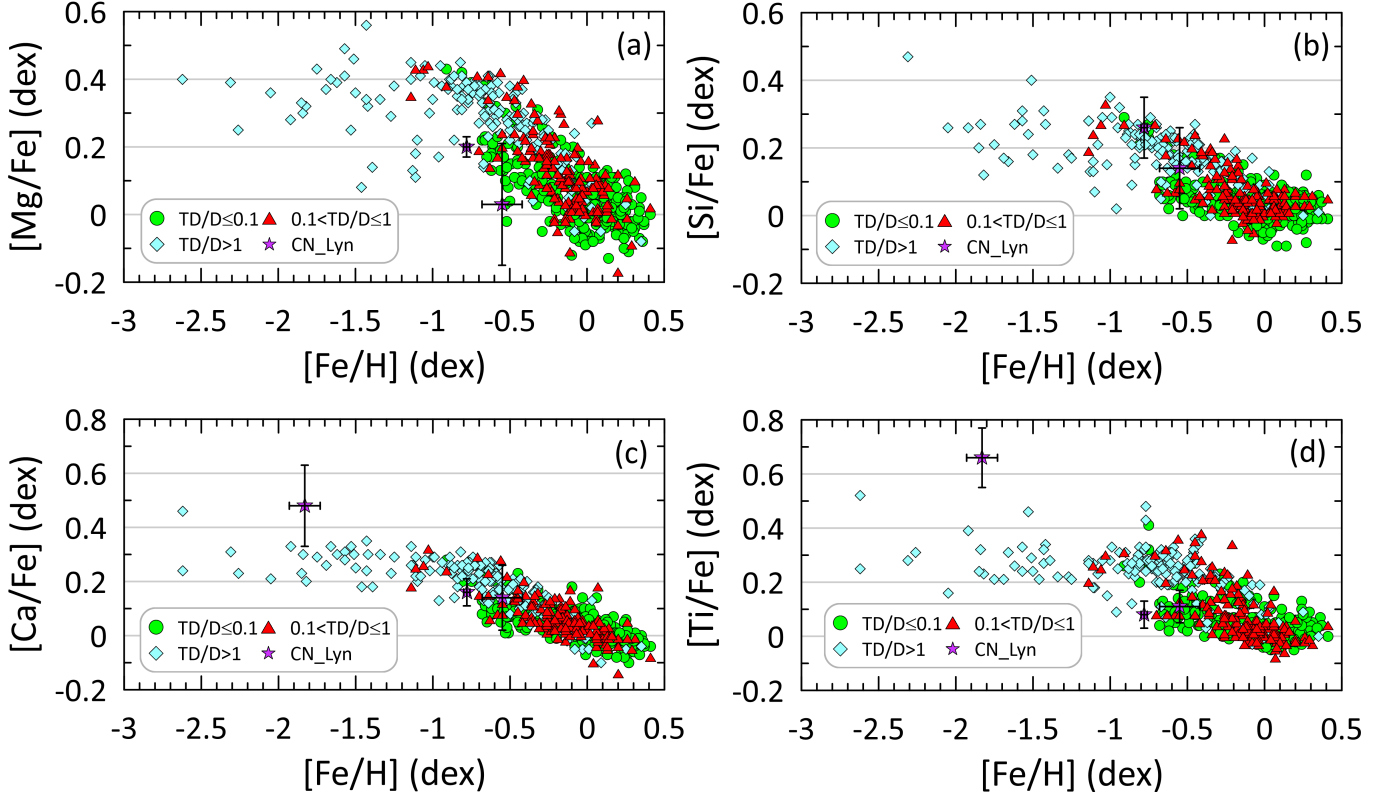 0.6
0.4
0.2
0
-0.2
[Mg/Fe] (dex)
(a)
TD/D≤0.1 0.1<TD/D≤1
TD/D>1 CN_Lyn
-3 -2.5 -2 -1.5 -1 -0.5 0 0.5
[Fe/H] (dex)
0.6
0.4
0.2
0
-0.2
[Si/Fe] (dex)
(b)
TD/D≤0.1 0.1<TD/D≤1
TD/D>1 CN_Lyn
-3 -2.5 -2 -1.5 -1 -0.5 0 0.5
[Fe/H] (dex)
0.8
0.6
0.4
0.2
0
-0.2
[Ca/Fe] (dex)
(c)
TD/D≤0.1 0.1<TD/D≤1
TD/D>1 CN_Lyn
-3 -2.5 -2 -1.5 -1 -0.5 0 0.5
[Fe/H] (dex)
0.8
0.6
0.4
0.2
0
-0.2
[Ti/Fe] (dex)
(d)
TD/D≤0.1 0.1<TD/D≤1
TD/D>1 CN_Lyn
-3 -2.5 -2 -1.5 -1 -0.5 0 0.5
[Fe/H] (dex)